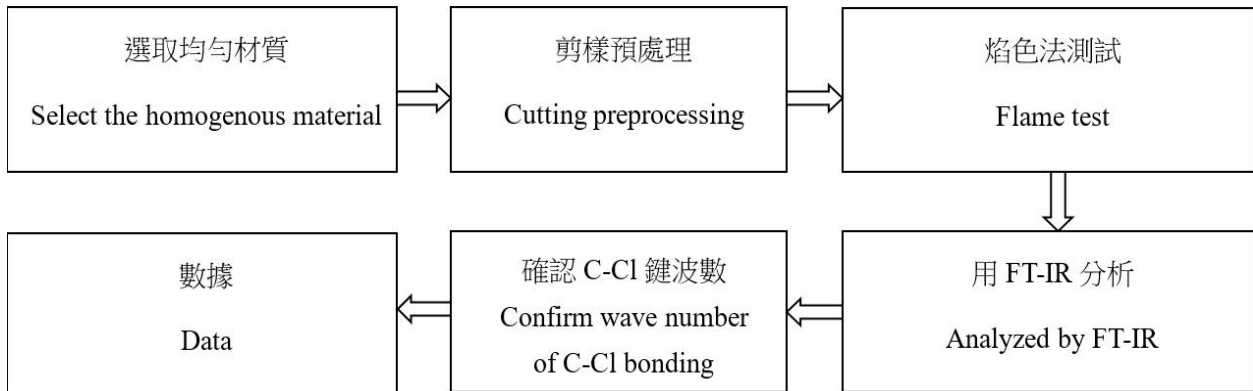 選取均勻材質
Select the homogenous material
剪樣預處理
Cutting preprocessing
焰色法測試
Flame test
用 FT-IR 分析
Analyzed by FT-IR
確認 C-Cl 鍵波數
Confirm wave number
of C-Cl bonding
數據
Data